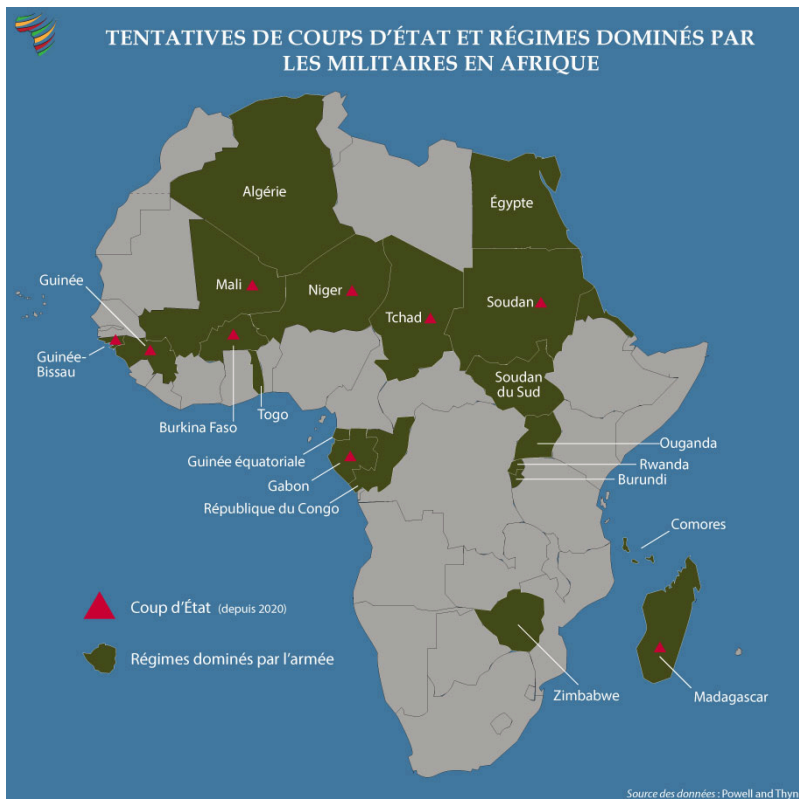 TENTATIVES DE COUPS D'ÉTAT ET RÉGIMES DOMINÉS PAR
LES MILITAIRES EN AFRIQUE
Algérie
Égypte
Guinée
Mali
Niger
Tchad
Soudan
Guinée-
Bissau
Soudan
du Sud
Togo
Burkina Faso
Ouganda
Guinée équatoriale
Rwanda
Gabon
Burundi
République du Congo
Comores
Coup d'État (depuis 2020)
Régimes dominés par l'armée
Zimbabwe
Madagascar
Source des données : Powell and Thyn